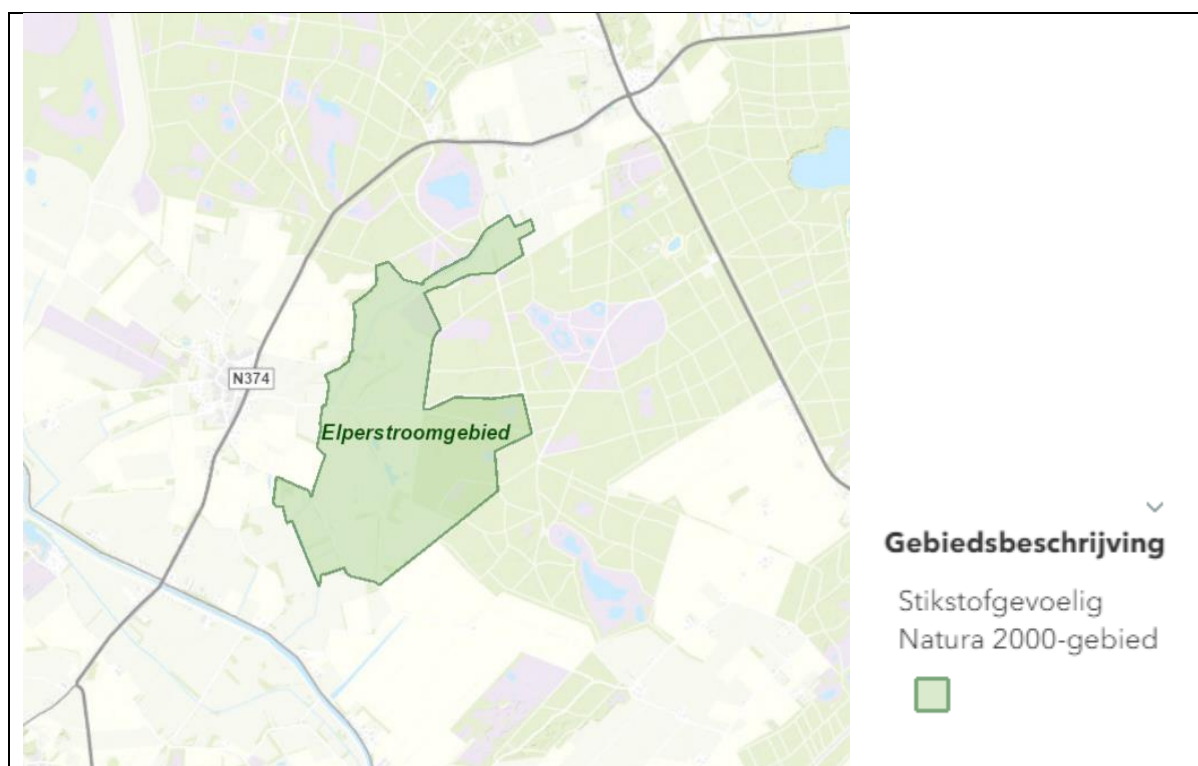 N374
Elperstroomgebied
Gebiedsbeschrijving
Stikstofgevoelig
Natura 2000-gebied